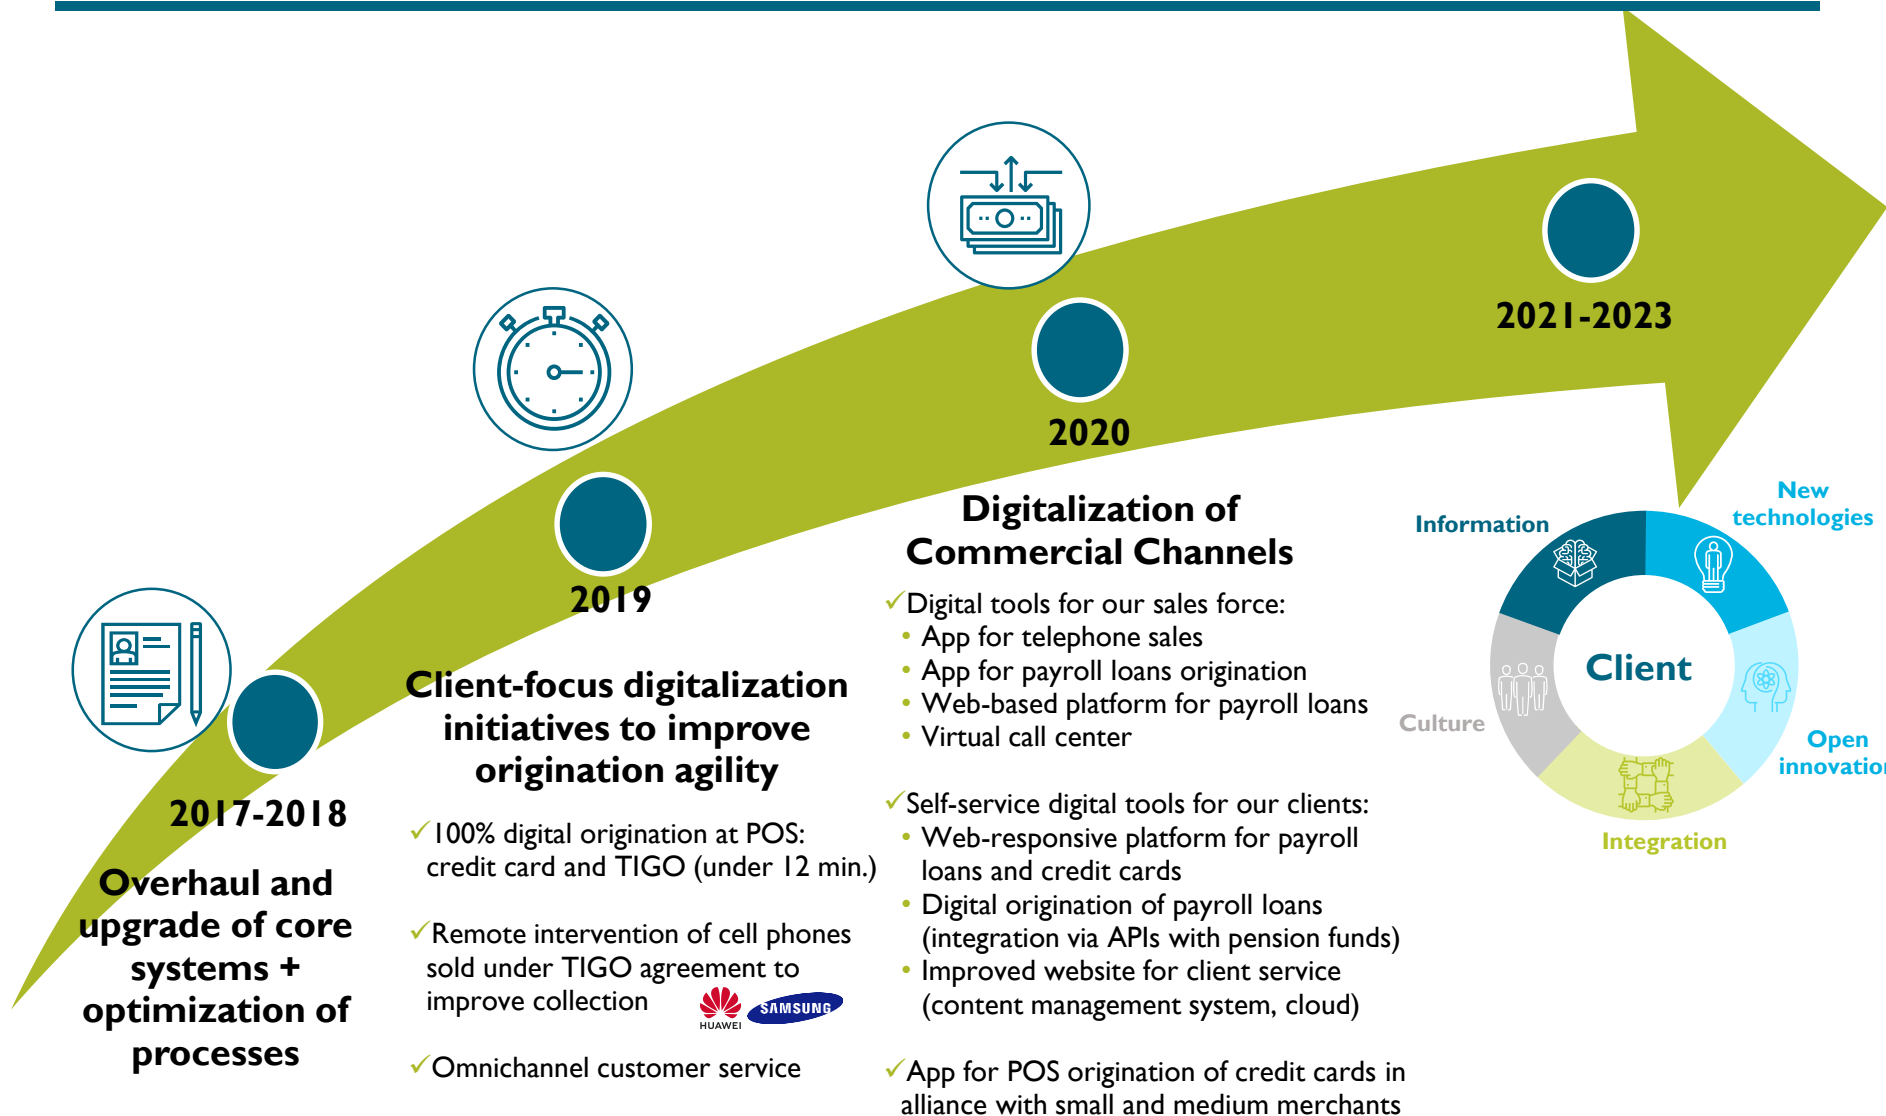 2017-2018
Overhaul and
upgrade of core
systems +
optimization of
processes
2019
Client-focus digitalization
initiatives to improve
origination agility
✓100% digital origination at POS:
credit card and TIGO (under 12 min.)
✓Remote intervention of cell phones
sold under TIGO agreement to
improve collection
HUAWEI
SAMSUNG
✓Omnichannel customer service
2020
Digitalization of
Commercial Channels
✓Digital tools for our sales force:
• App for telephone sales
• App for payroll loans origination
• Web-based platform for payroll loans
• Virtual call center
✓Self-service digital tools for our clients:
• Web-responsive platform for payroll
loans and credit cards
• Digital origination of payroll loans
(integration via APIs with pension funds)
• Improved website for client service
(content management system, cloud)
✓App for POS origination of credit cards in
alliance with small and medium merchants
2021-2023
Information
New
technologies
Client
Culture
Open
innovation
Integration